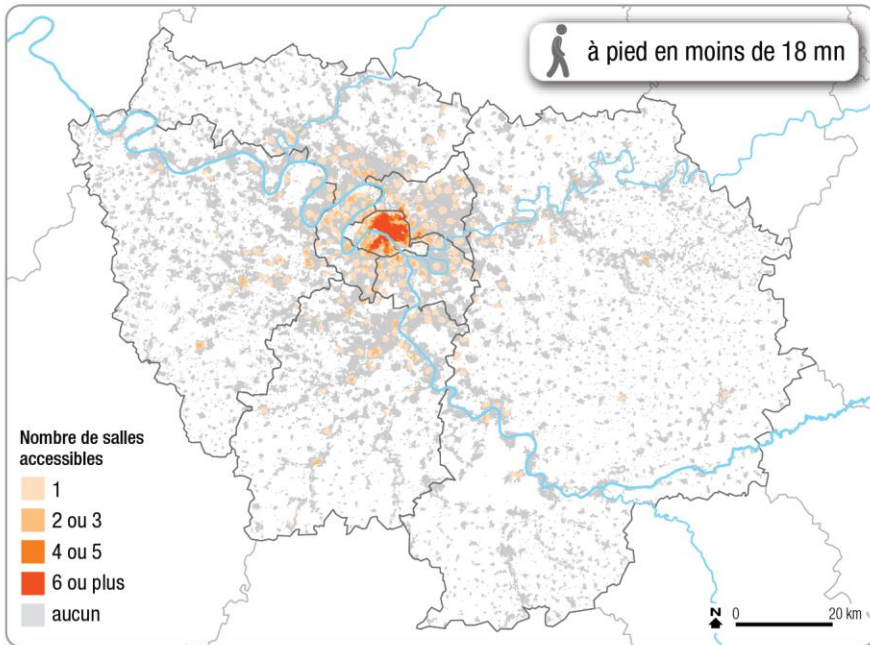 à pied en moins de 18 mn
Nombre de salles
accessibles
1
2 ou 3
4 ou 5
6 ou plus
aucun
N
0
20 km